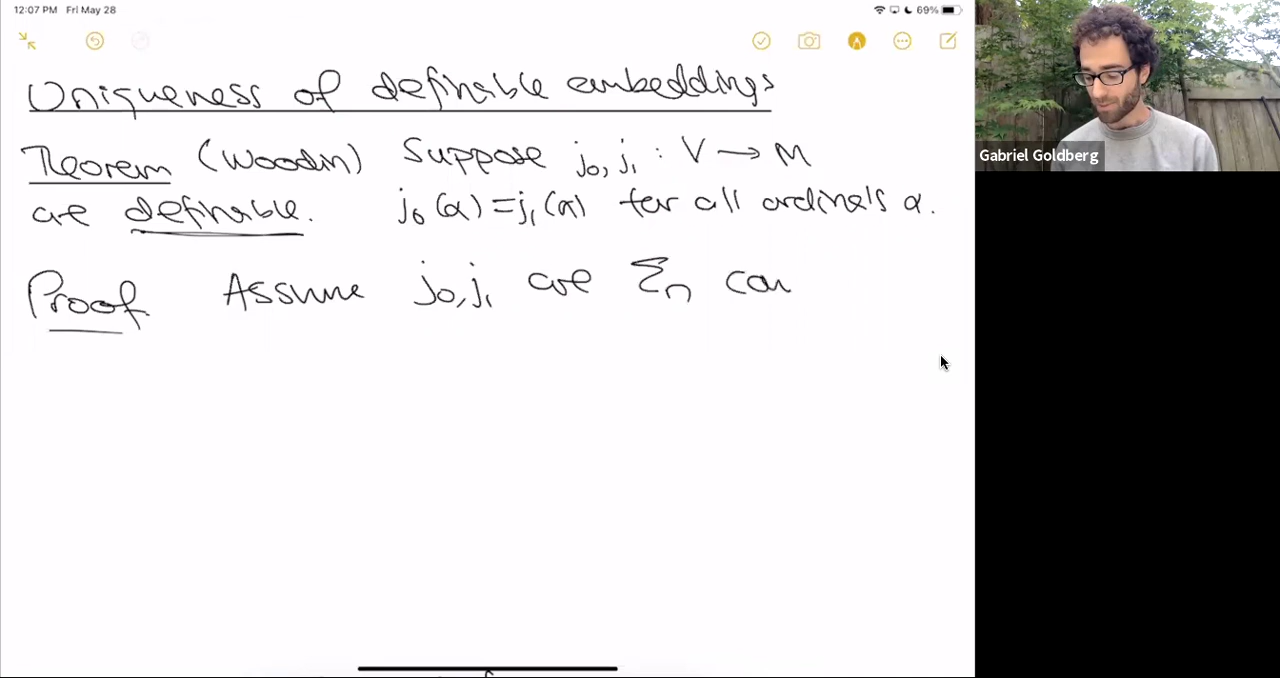 12:07 PM Fri May 28
69%
Uniqueness of definable embeddings
Theorem (Woodin) Suppose j₀, j₁ : V → M
are definable. j₀(α) = j₁(α) for all ordinals α.
Proof Assume j₀, j₁ are Σₙ can
Gabriel Goldberg